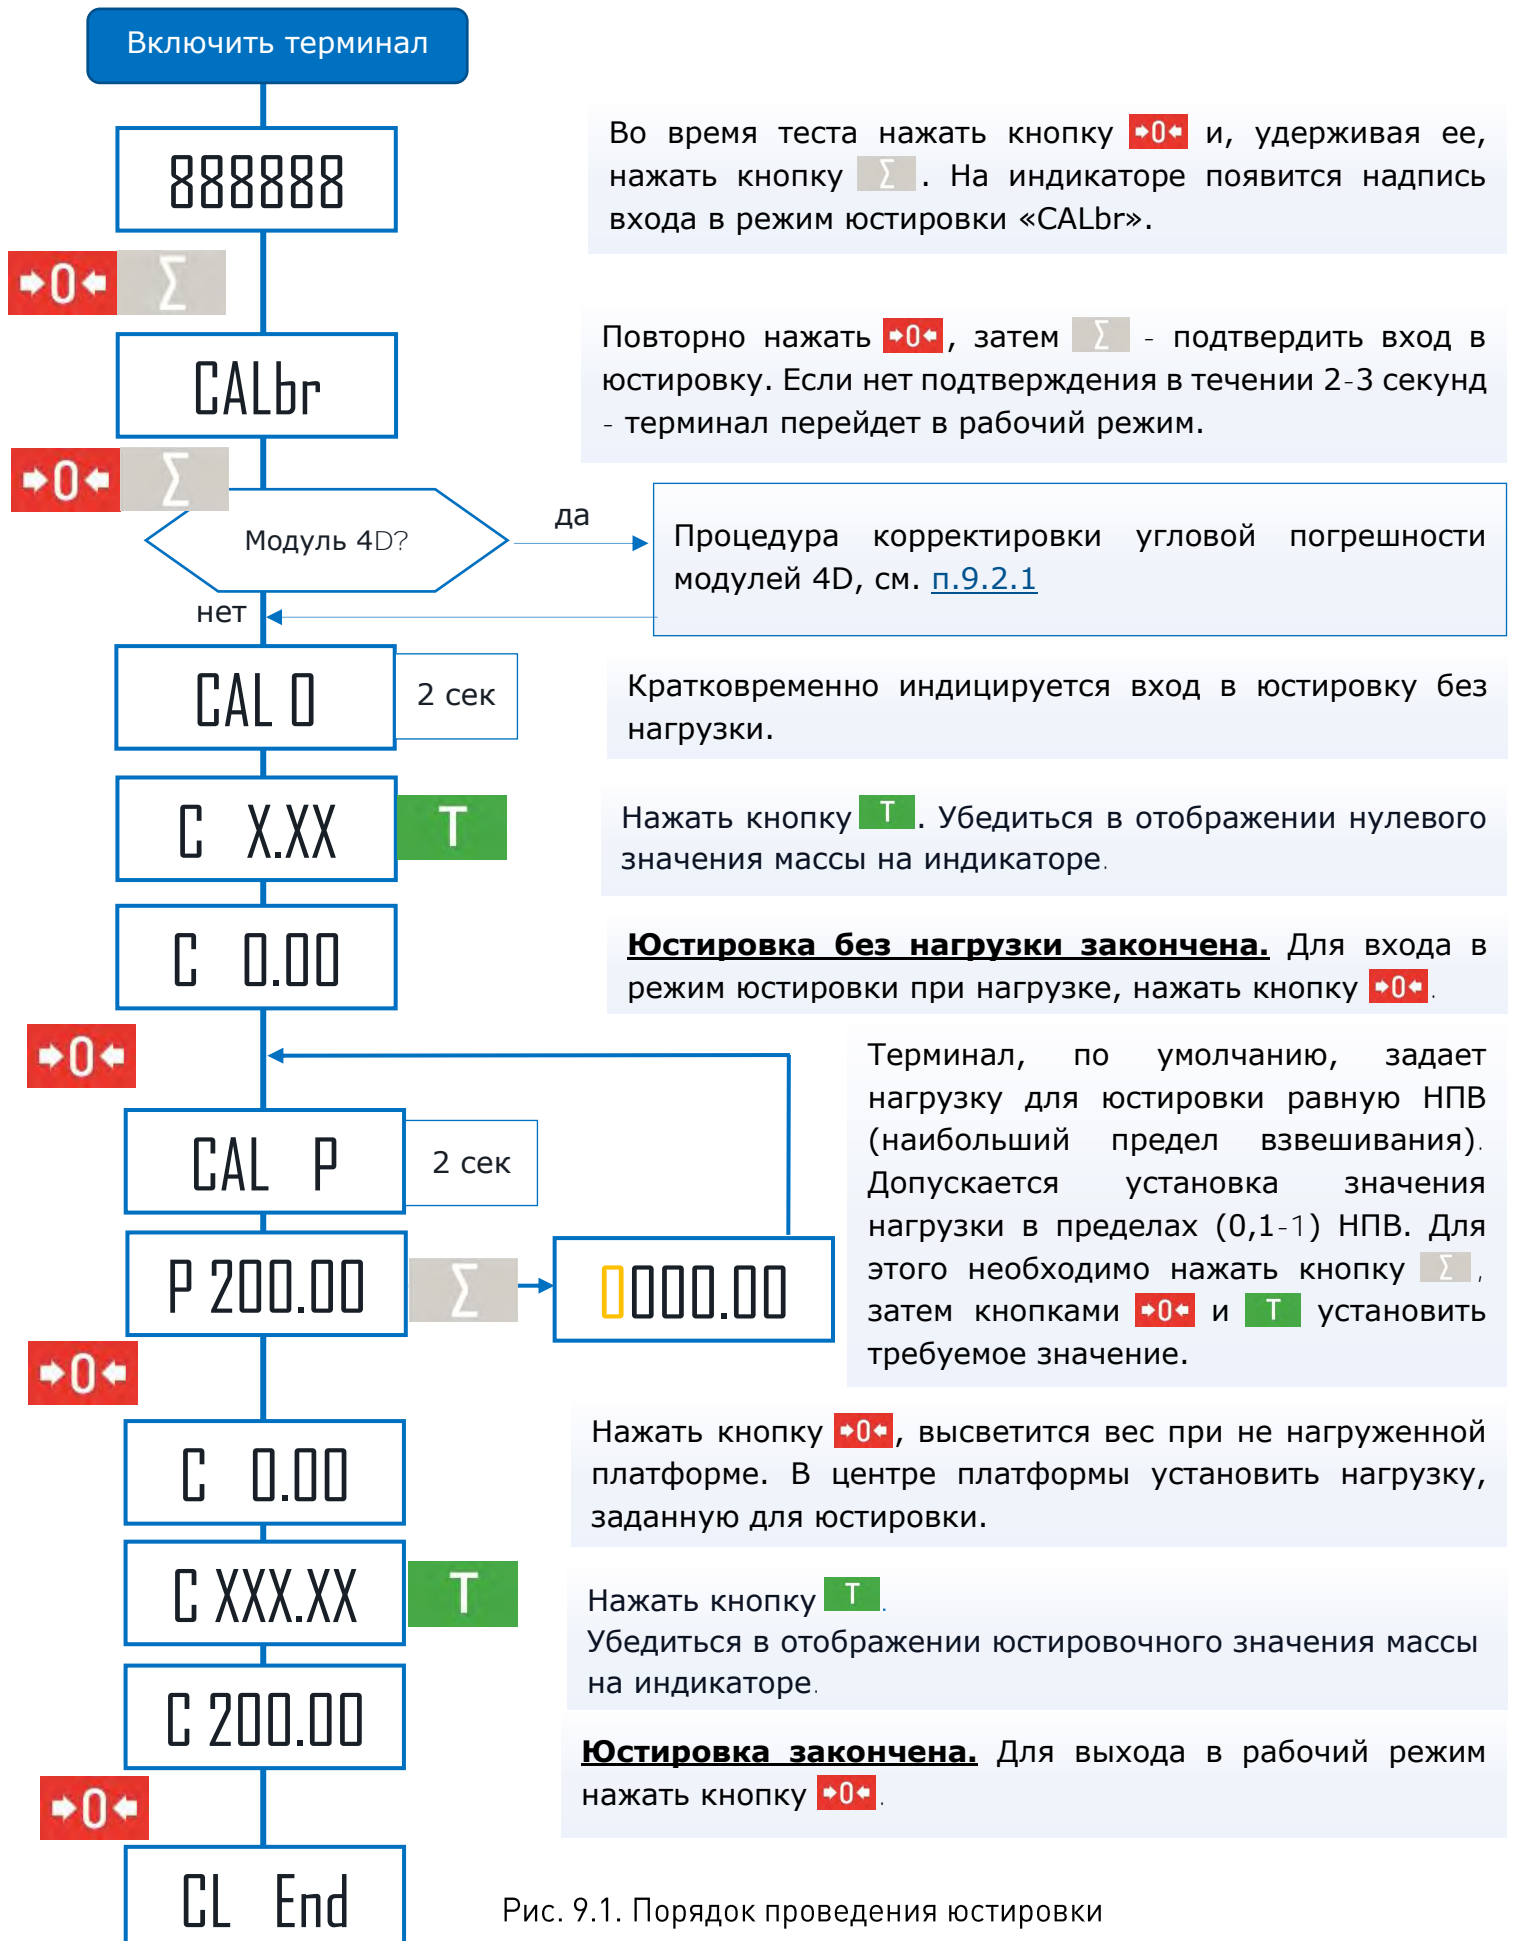 Включить терминал
888888
Во время теста нажать кнопку →0← и, удерживая ее,
нажать кнопку Σ . На индикаторе появится надпись
входа в режим юстировки «CALbr».
→0← Σ
CALbr
Повторно нажать →0←, затем Σ - подтвердить вход в
юстировку. Если нет подтверждения в течении 2-3 секунд
- терминал перейдет в рабочий режим.
→0← Σ
Модуль 4D?
да
Процедура корректировки угловой погрешности
модулей 4D, см. п.9.2.1
нет
CAL 0
2 сек
Кратковременно индицируется вход в юстировку без
нагрузки.
C X.XX
T
Нажать кнопку T . Убедиться в отображении нулевого
значения массы на индикаторе.
C 0.00
Юстировка без нагрузки закончена. Для входа в
режим юстировки при нагрузке, нажать кнопку →0←.
→0←
CAL P
2 сек
P 200.00
Σ
0000.00
Терминал, по умолчанию, задает
нагрузку для юстировки равную НПВ
(наибольший предел взвешивания).
Допускается установка значения
нагрузки в пределах (0,1-1) НПВ. Для
этого необходимо нажать кнопку Σ ,
затем кнопками →0← и T установить
требуемое значение.
→0←
C 0.00
Нажать кнопку →0←, высветится вес при не нагруженной
платформе. В центре платформы установить нагрузку,
заданную для юстировки.
C XXX.XX
T
Нажать кнопку T .
Убедиться в отображении юстировочного значения массы
на индикаторе.
C 200.00
Юстировка закончена. Для выхода в рабочий режим
нажать кнопку →0←.
→0←
CL End
Рис. 9.1. Порядок проведения юстировки